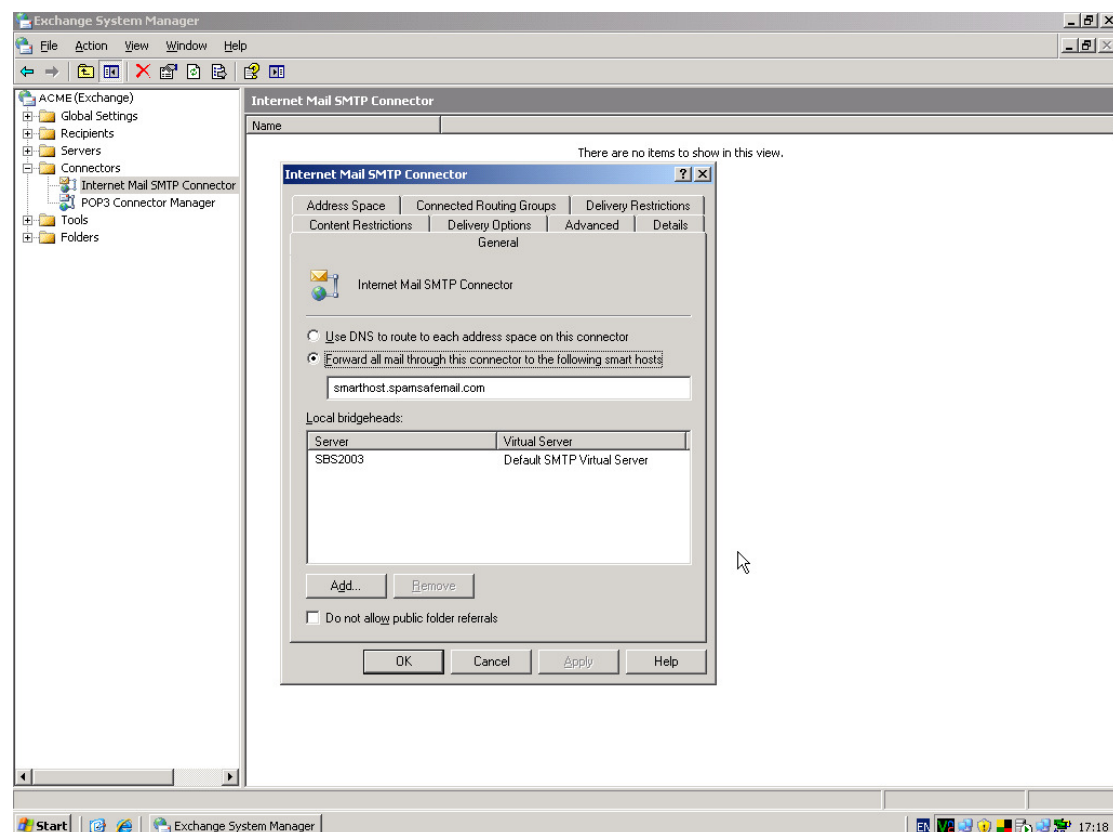 Exchange System Manager
File Action View Window Help
ACME (Exchange)
Global Settings
Recipients
Servers
Connectors
Internet Mail SMTP Connector
POP3 Connector Manager
Tools
Folders
Internet Mail SMTP Connector
Name
There are no items to show in this view.
Internet Mail SMTP Connector
Address Space Connected Routing Groups Delivery Restrictions
Content Restrictions Delivery Options Advanced Details
General
Internet Mail SMTP Connector
Use DNS to route to each address space on this connector
Forward all mail through this connector to the following smart hosts
smarthost.spamsafemail.com
Local bridgeheads:
Server Virtual Server
SBS2003 Default SMTP Virtual Server
Add... Remove
Do not allow public folder referrals
OK Cancel Apply Help
Start Exchange System Manager EN 17:18